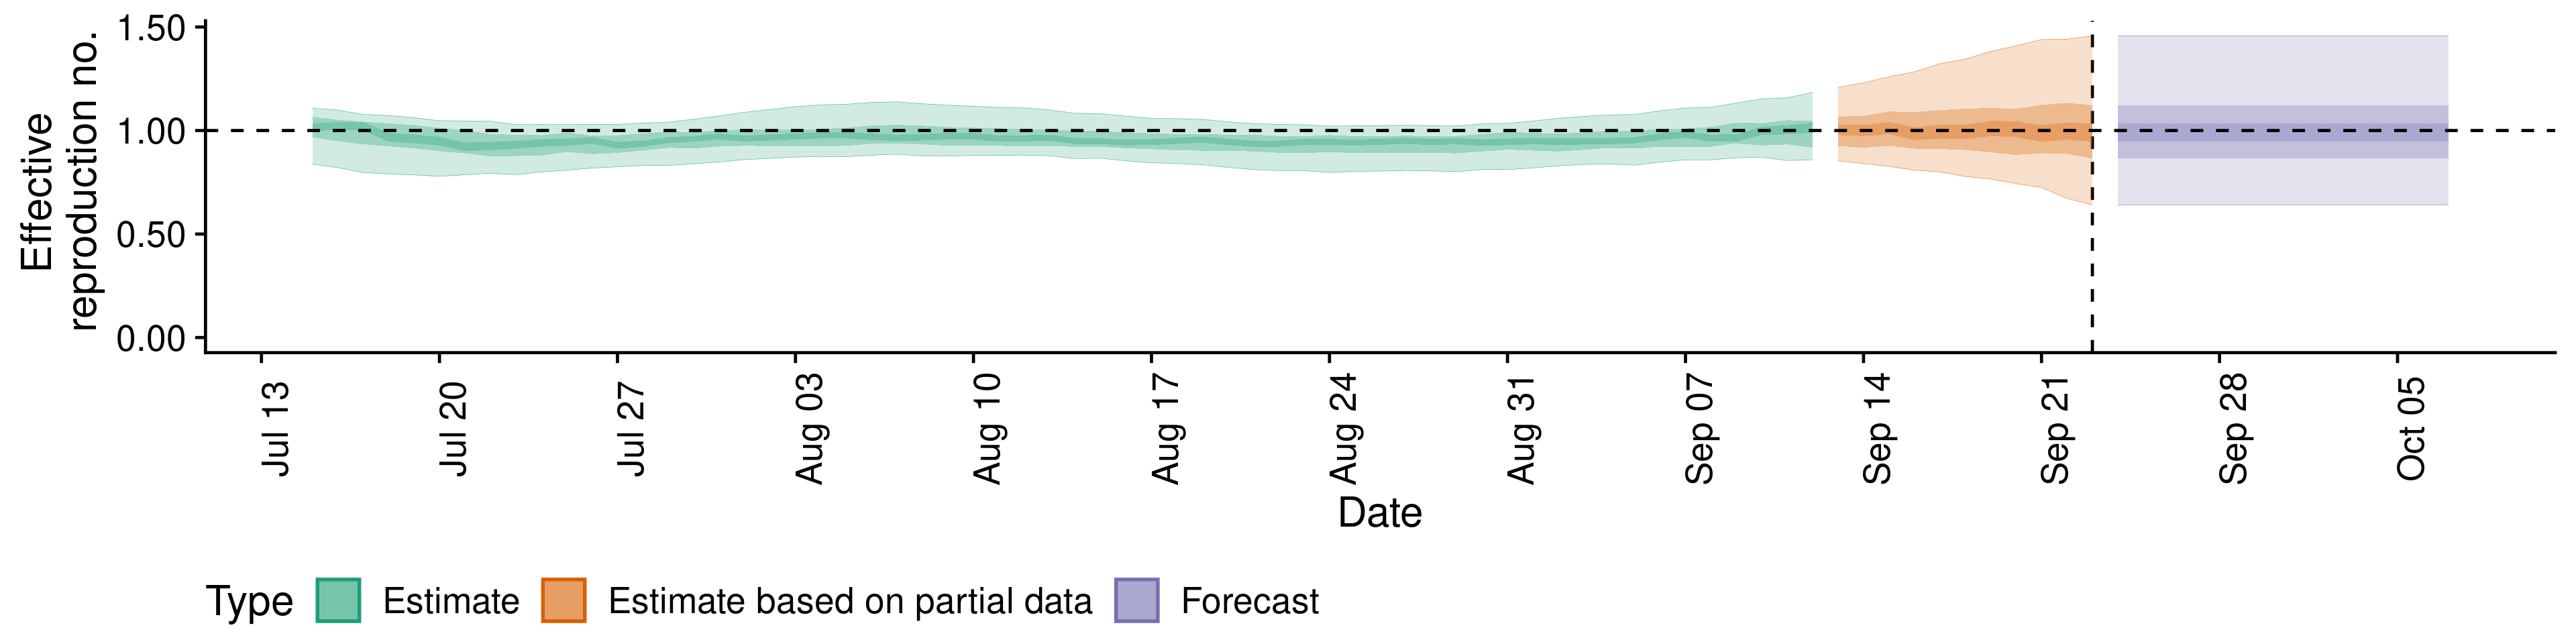 Effective
reproduction no.
1.50
1.00
0.50
0.00
Jul 13
Jul 20
Jul 27
Aug 03
Aug 10
Aug 17
Aug 24
Aug 31
Sep 07
Sep 14
Sep 21
Sep 28
Oct 05
Date
Type Estimate Estimate based on partial data Forecast